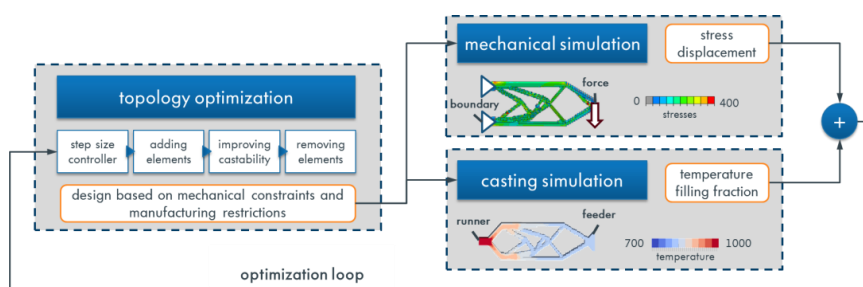 topology optimization
step size
controller
adding
elements
improving
castability
removing
elements
design based on mechanical constraints and
manufacturing restrictions
optimization loop
mechanical simulation
stress
displacement
boundary
force
0
400
stresses
casting simulation
temperature
filling fraction
runner
feeder
700
1000
temperature
+